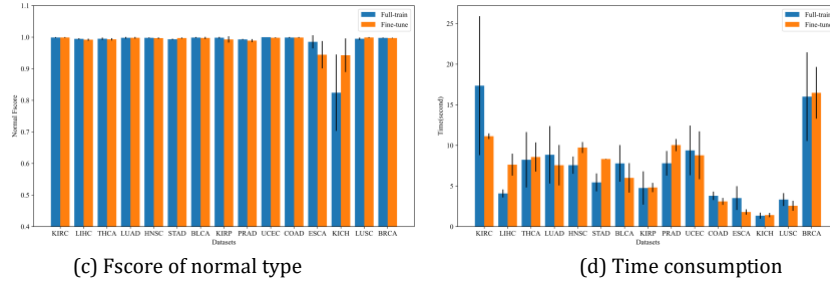 1.0
0.9
0.8
0.7
0.6
0.5
0.4
Normal Fscore
Full-train
Fine-tune
KIRC LIHC THCA LUAD HNSC STAD BLCA KIRP PRAD UCEC COAD ESCA KICH LUSC BRCA
Datasets
(c) Fscore of normal type
25
20
15
10
5
0
Time(second)
Full-train
Fine-tune
KIRC LIHC THCA LUAD HNSC STAD BLCA KIRP PRAD UCEC COAD ESCA KICH LUSC BRCA
Datasets
(d) Time consumption